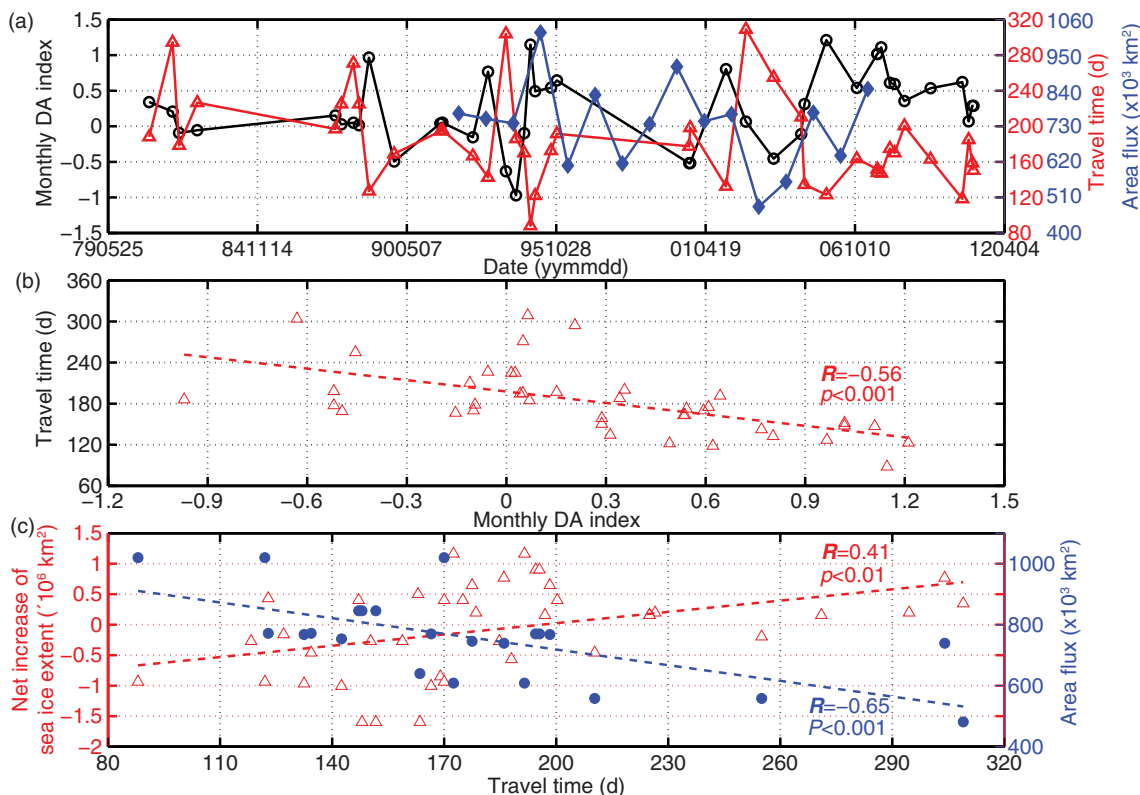 (a)
1.5
1
0.5
0
−0.5
−1
−1.5
Monthly DA index
320
280
240
200
160
120
80
Travel time (d)
1060
950
840
730
620
510
400
Area flux (x10³ km²)
790525 841114 900507 951028 010419 061010 120404
Date (yymmdd)
(b)
360
300
240
180
120
60
Travel time (d)
R=−0.56
p<0.001
−1.2 −0.9 −0.6 −0.3 0 0.3 0.6 0.9 1.2 1.5
Monthly DA index
(c)
1.5
1
0.5
0
−0.5
−1
−1.5
−2
Net increase of
sea ice extent (´10⁶ km²)
R=0.41
p<0.01
R=−0.65
P<0.001
1000
800
600
400
Area flux (x10³ km²)
80 110 140 170 200 230 260 290 320
Travel time (d)